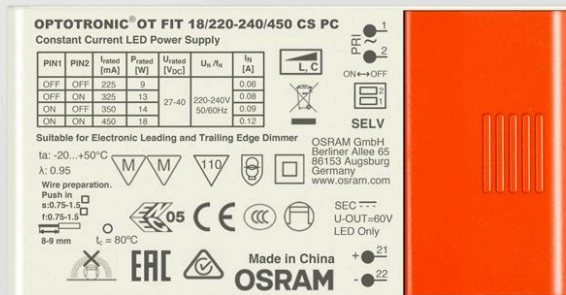 OPTOTRONIC® OT FIT 18/220-240/450 CS PC
Constant Current LED Power Supply
PIN1 PIN2 Irated [mA] Prated [W] Urated [VDC] UN /fN IN [A]
OFF OFF 225 9 27-40 220-240V 50/60Hz 0.06
OFF ON 325 13 0.08
ON OFF 350 14 0.09
ON ON 450 18 0.12
L, C
PRI
~
1
2
ON↔OFF
2
1
SELV
Suitable for Electronic Leading and Trailing Edge Dimmer
OSRAM GmbH
Berliner Allee 65
86153 Augsburg
Germany
www.osram.com
ta: -20...+50°C
λ: 0.95
M M 110
Wire preparation.
Push in
s:0.75-1.5
f:0.75-1.5
8-9 mm
tc = 80°C
05
CE
CCC
SEC
U-OUT=60V
LED Only
EAC
Made in China
OSRAM
+ 21
- 22